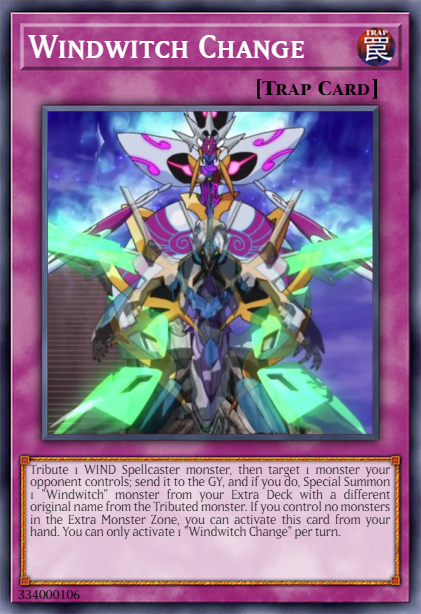 Windwitch Change
TRAP
罠
[Trap Card]
Tribute 1 WIND Spellcaster monster, then target 1 monster your
opponent controls; send it to the GY, and if you do, Special Summon
1 "Windwitch" monster from your Extra Deck with a different
original name from the Tributed monster. If you control no monsters
in the Extra Monster Zone, you can activate this card from your
hand. You can only activate 1 "Windwitch Change" per turn.
334000106